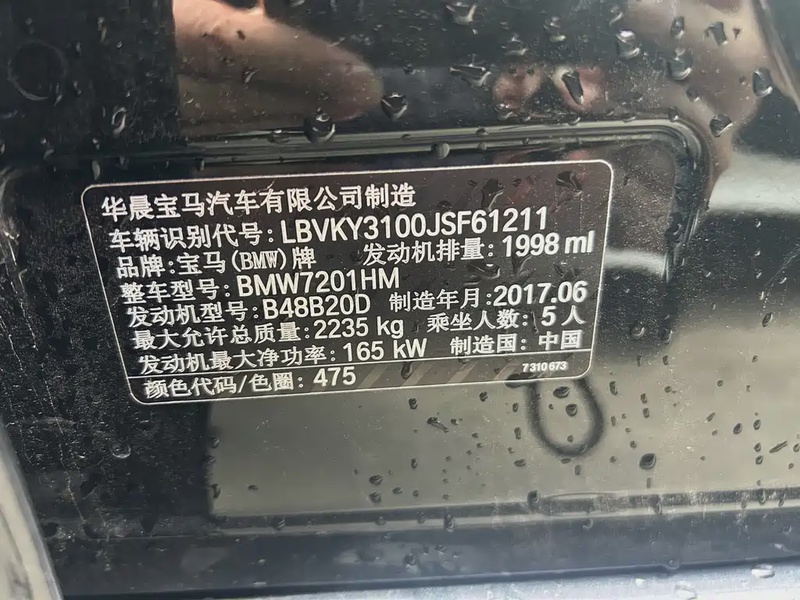 华晨宝马汽车有限公司制造
车辆识别代号: LBVKY3100JSF61211
品牌:宝马(BMW)牌 发动机排量: 1998 ml
整车型号: BMW7201HM
发动机型号: B48B20D 制造年月:2017.06
最大允许总质量: 2235 kg 乘坐人数: 5 人
发动机最大净功率: 165 kW 制造国: 中国
颜色代码/色圈: 475 7310673